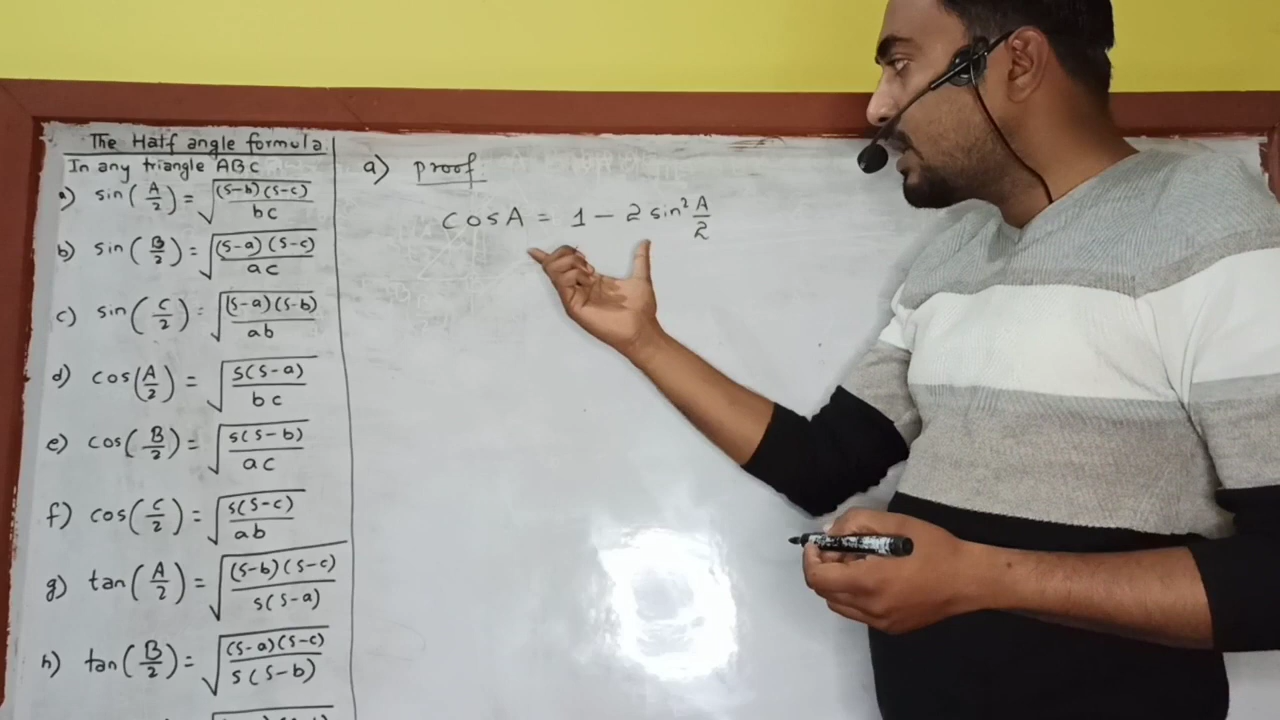 The Half angle formula
In any triangle ABC
a) sin(A/2) = √((s-b)(s-c)/bc)
b) sin(B/2) = √((s-a)(s-c)/ac)
c) sin(C/2) = √((s-a)(s-b)/ab)
d) cos(A/2) = √(s(s-a)/bc)
e) cos(B/2) = √(s(s-b)/ac)
f) cos(C/2) = √(s(s-c)/ab)
g) tan(A/2) = √((s-b)(s-c)/s(s-a))
h) tan(B/2) = √((s-a)(s-c)/s(s-b))
a) proof:
cosA = 1 - 2 sin² A/2